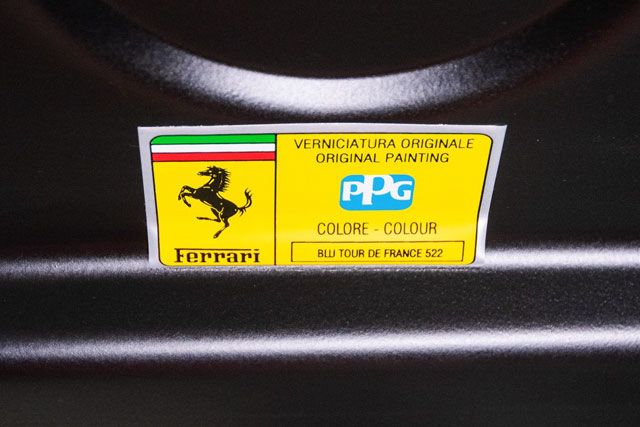 VERNICIATURA ORIGINALE
ORIGINAL PAINTING
PPG
COLORE - COLOUR
BLU TOUR DE FRANCE 522
Ferrari